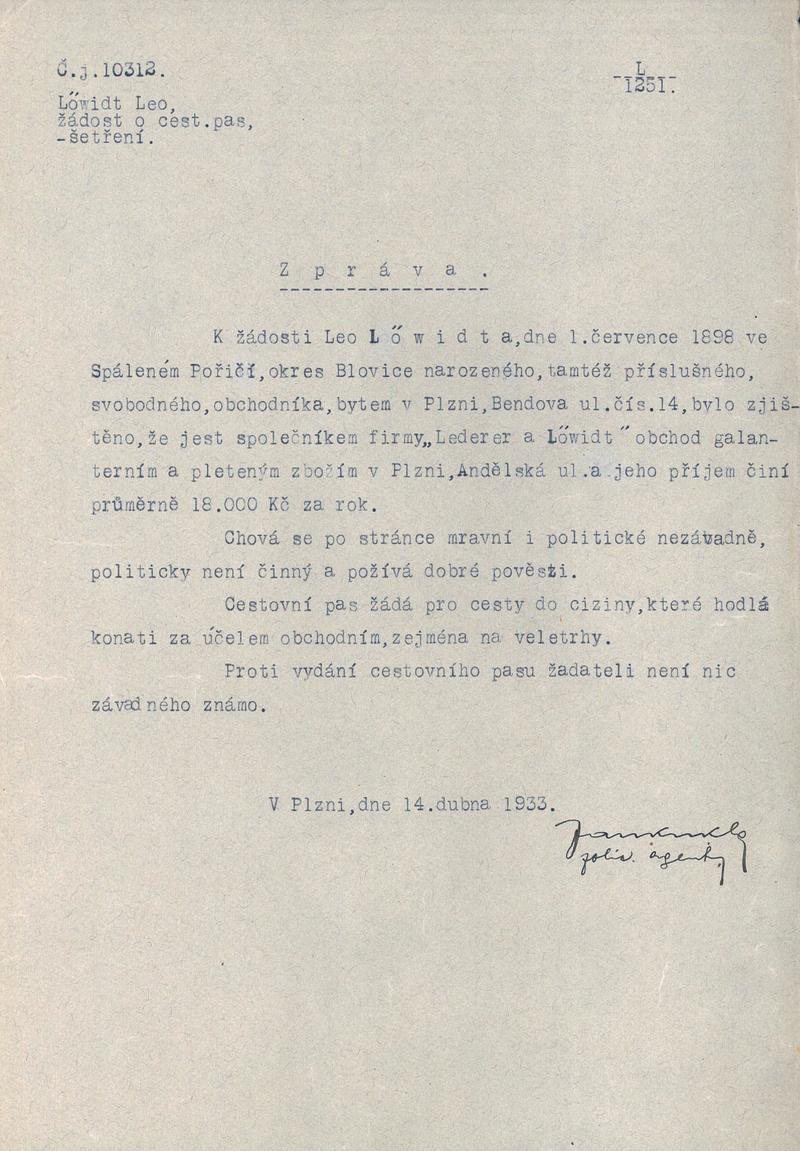 Č.j.10312.
L
1251.
Lőwidt Leo,
žádost o cest.pas,
-šetření.
Z p r á v a .
K žádosti Leo L ő w i d t a,dne 1.července 1898 ve
Spáleném Poříčí,okres Blovice narozeného,tamtéž příslušného,
svobodného,obchodníka,bytem v Plzni,Bendova ul.čís.14,bylo zjiš-
těno,že jest společníkem firmy„Lederer a Lőwidt"obchod galan-
terním a pleteným zbožím v Plzni,Andělská ul.a jeho příjem činí
průměrně 18.000 Kč za rok.
Chová se po stránce mravní i politické nezávadně,
politicky není činný a požívá dobré pověsti.
Cestovní pas žádá pro cesty do ciziny,které hodlá
konati za účelem obchodním,zejména na veletrhy.
Proti vydání cestovního pasu žadateli není nic
závadného známo.
V Plzni,dne 14.dubna 1933.